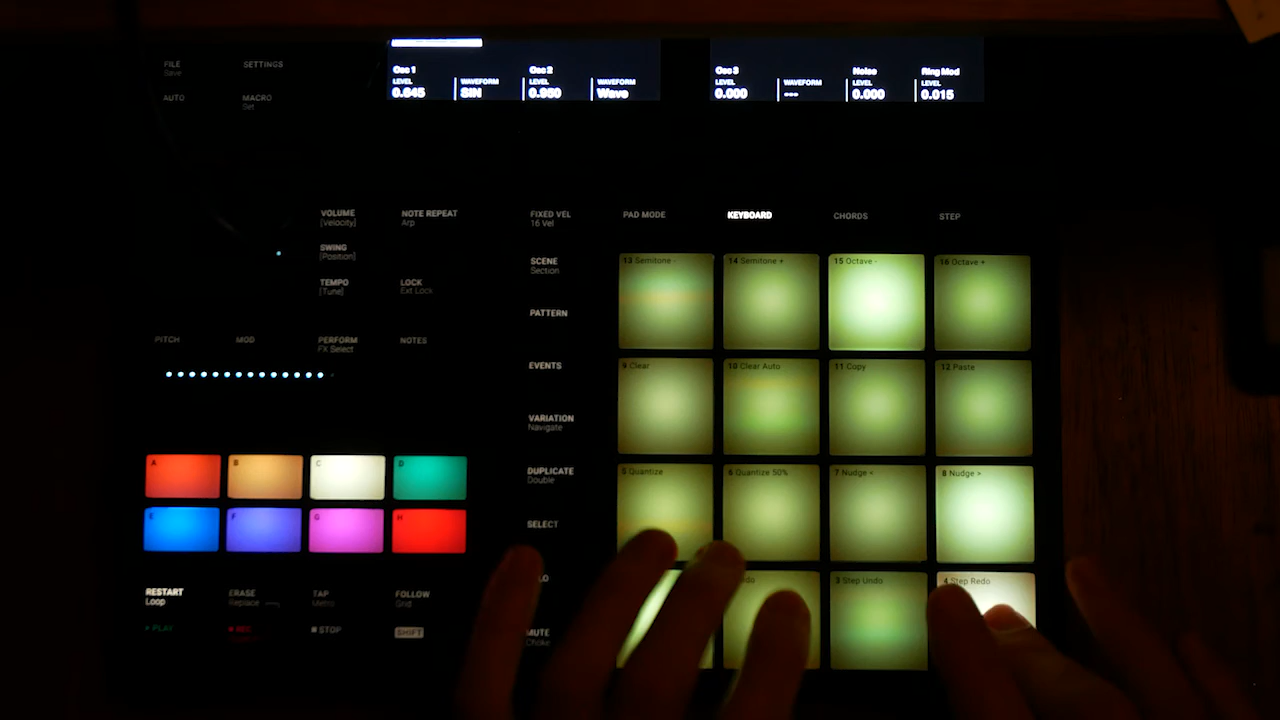 FILE
Save
SETTINGS
AUTO
MACRO
Set
Osc 1
LEVEL
0.845
WAVEFORM
SIN
Osc 2
LEVEL
0.950
WAVEFORM
Wave
Osc 3
LEVEL
0.000
WAVEFORM
---
Noise
LEVEL
0.000
Ring Mod
LEVEL
0.015
VOLUME
[Velocity]
NOTE REPEAT
Arp
SWING
[Position]
TEMPO
[Tune]
LOCK
Ext Lock
PITCH
MOD
PERFORM
FX Select
NOTES
A
B
C
D
E
F
G
H
RESTART
Loop
ERASE
Replace
TAP
Metro
FOLLOW
Grid
PLAY
REC
STOP
SHIFT
FIXED VEL
16 Vel
SCENE
Section
PATTERN
EVENTS
VARIATION
Navigate
DUPLICATE
Double
SELECT
LO
MUTE
Choke
PAD MODE
KEYBOARD
CHORDS
STEP
13 Semitone -
14 Semitone +
15 Octave -
16 Octave +
9 Clear
10 Clear Auto
11 Copy
12 Paste
5 Quantize
6 Quantize 50%
7 Nudge <
8 Nudge >
do
3 Step Undo
4 Step Redo